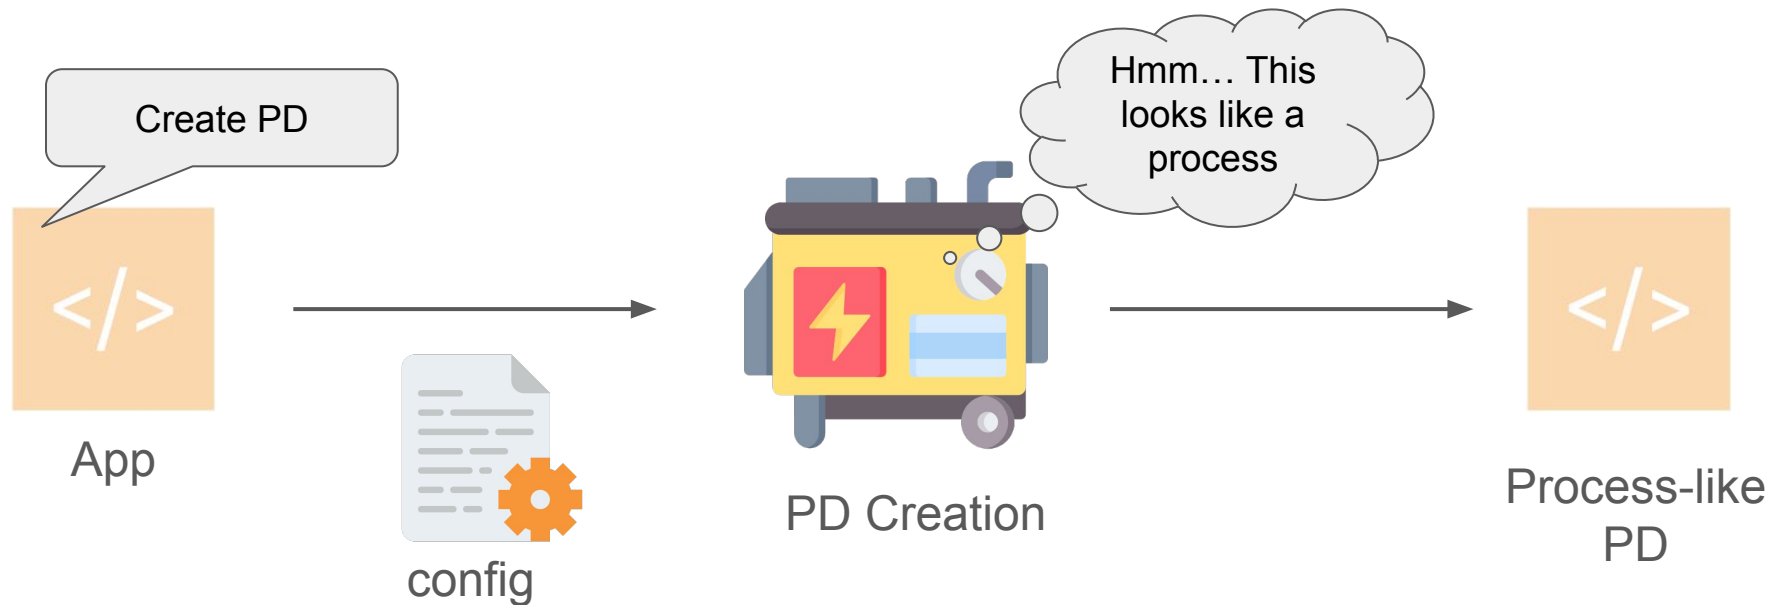 Create PD
Hmm… This
looks like a
process
</>
</>
App
config
PD Creation
Process-like
PD